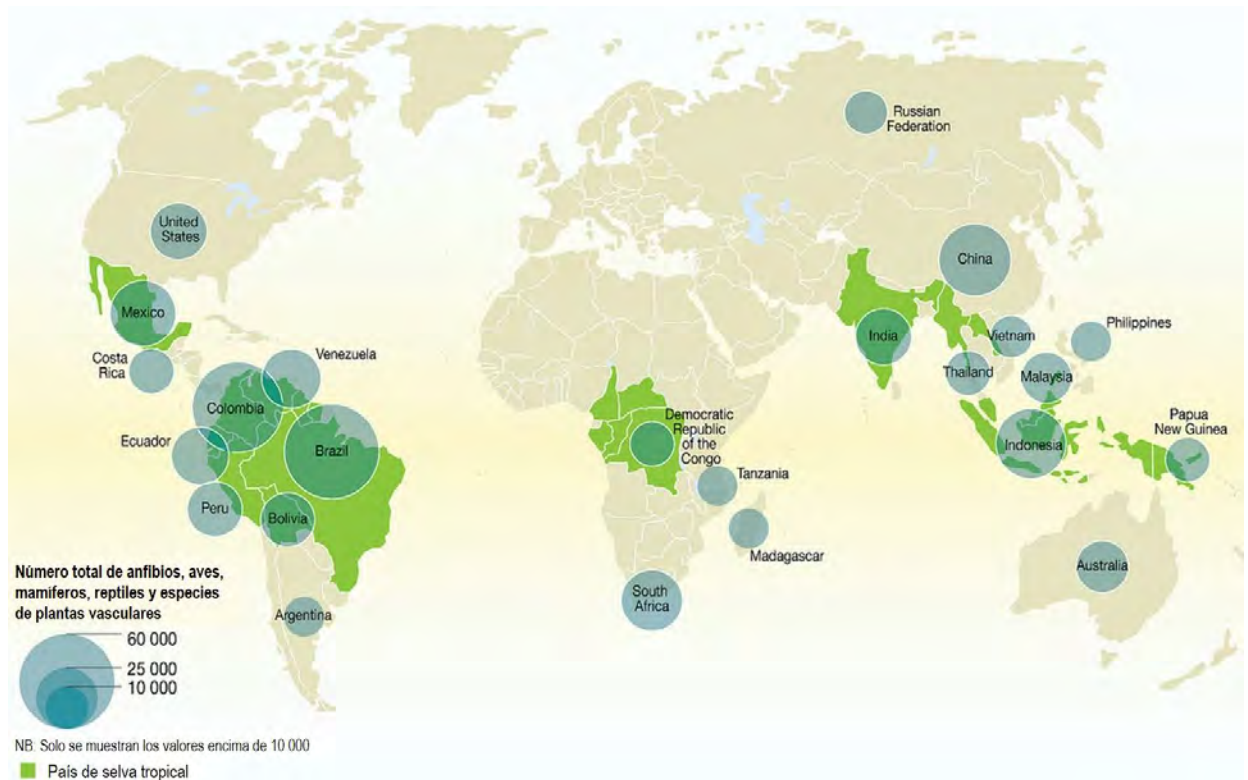 Russian
Federation
United
States
China
Mexico
India
Vietnam
Philippines
Costa
Rica
Venezuela
Thailand
Malaysia
Colombia
Democratic
Republic
of the
Congo
Papua
New Guinea
Ecuador
Brazil
Indonesia
Tanzania
Peru
Bolivia
Madagascar
Australia
South
Africa
Argentina
Número total de anfibios, aves,
mamíferos, reptiles y especies
de plantas vasculares
60 000
25 000
10 000
NB: Solo se muestran los valores encima de 10 000
País de selva tropical